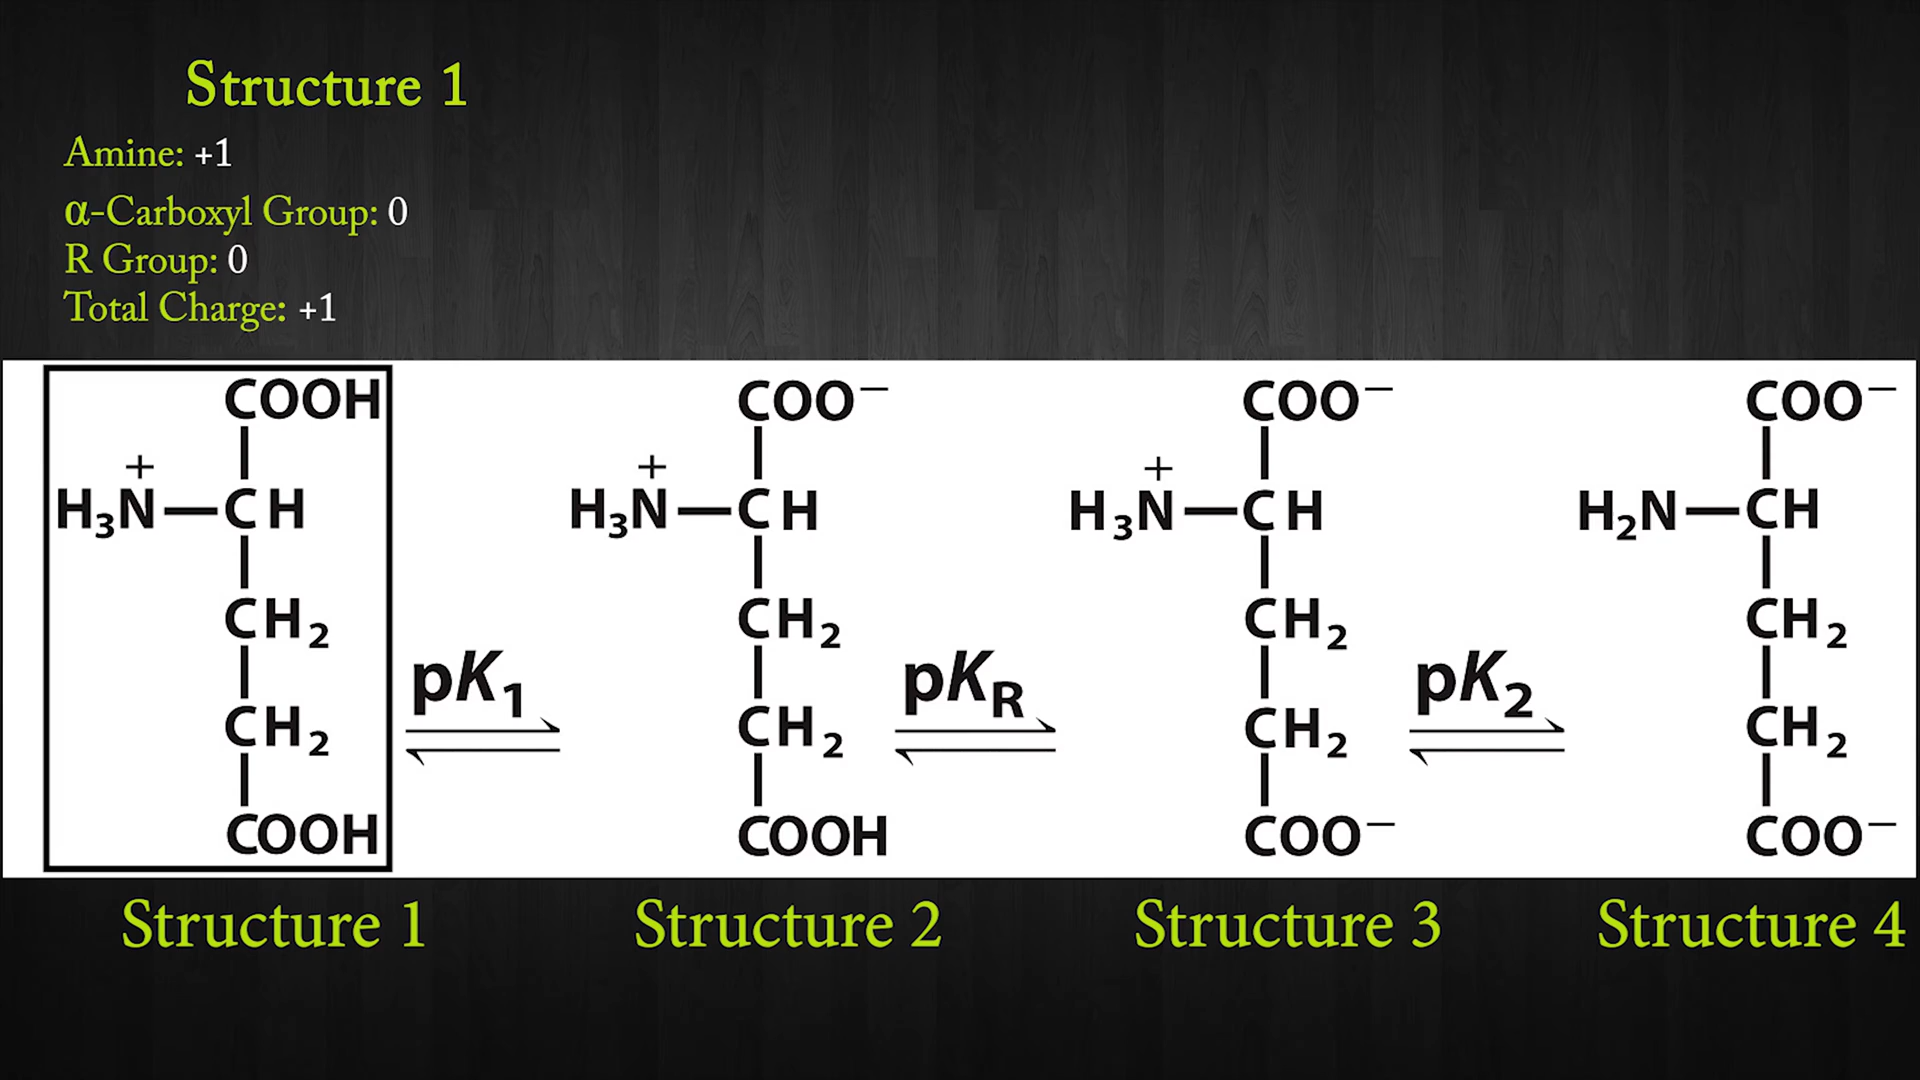 Structure 1
Amine: +1
α-Carboxyl Group: 0
R Group: 0
Total Charge: +1
COOH COO⁻ COO⁻ COO⁻
+ + +
H₃N—CH H₃N—CH H₃N—CH H₂N—CH
CH₂ CH₂ CH₂ CH₂
pK₁ pKR pK₂
CH₂ CH₂ CH₂ CH₂
COOH COOH COO⁻ COO⁻
Structure 1 Structure 2 Structure 3 Structure 4